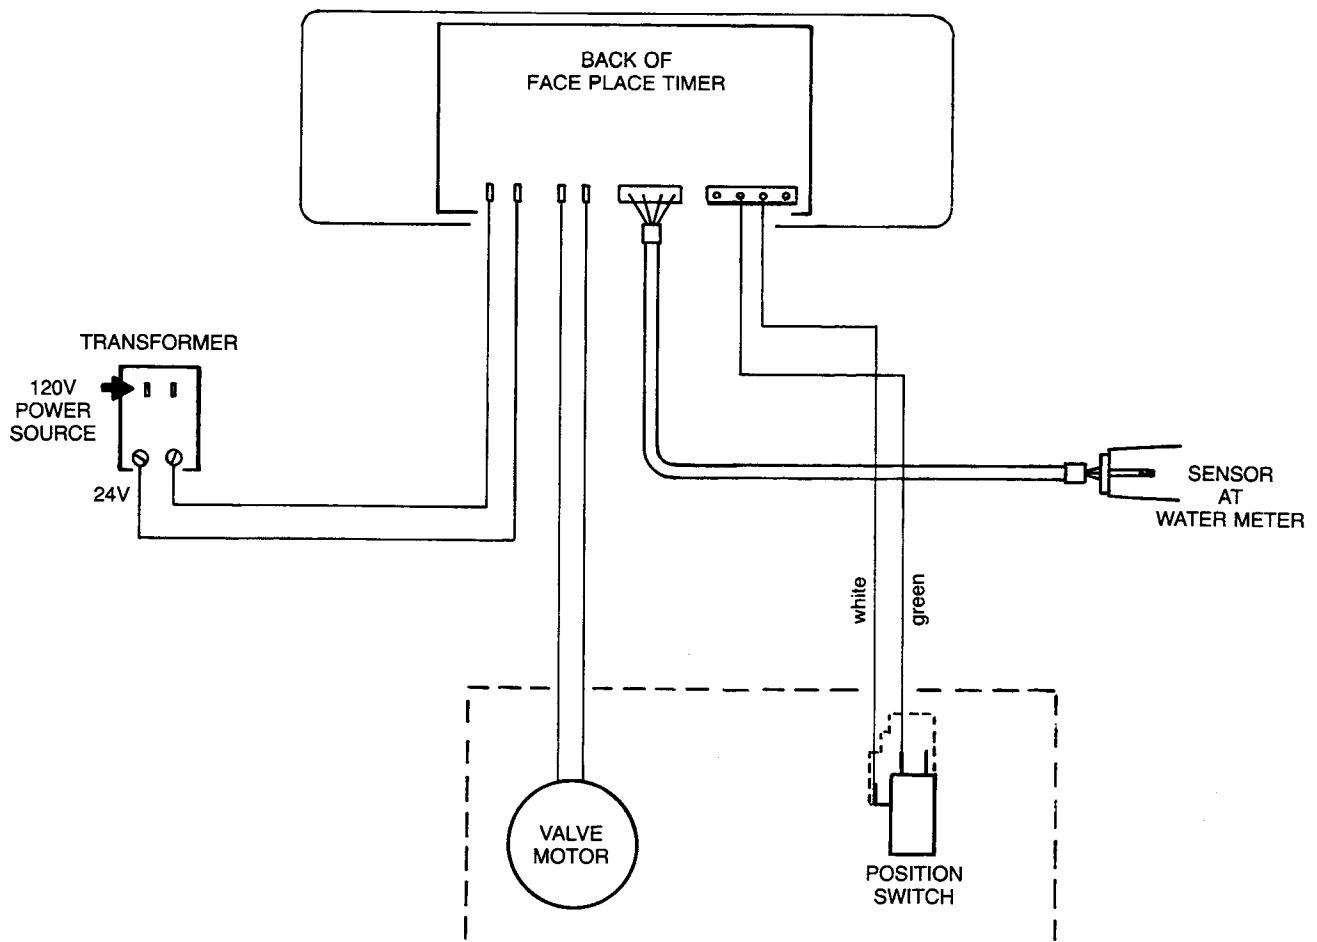 BACK OF
FACE PLACE TIMER
TRANSFORMER
120V
POWER
SOURCE
24V
SENSOR
AT
WATER METER
white
green
VALVE
MOTOR
POSITION
SWITCH